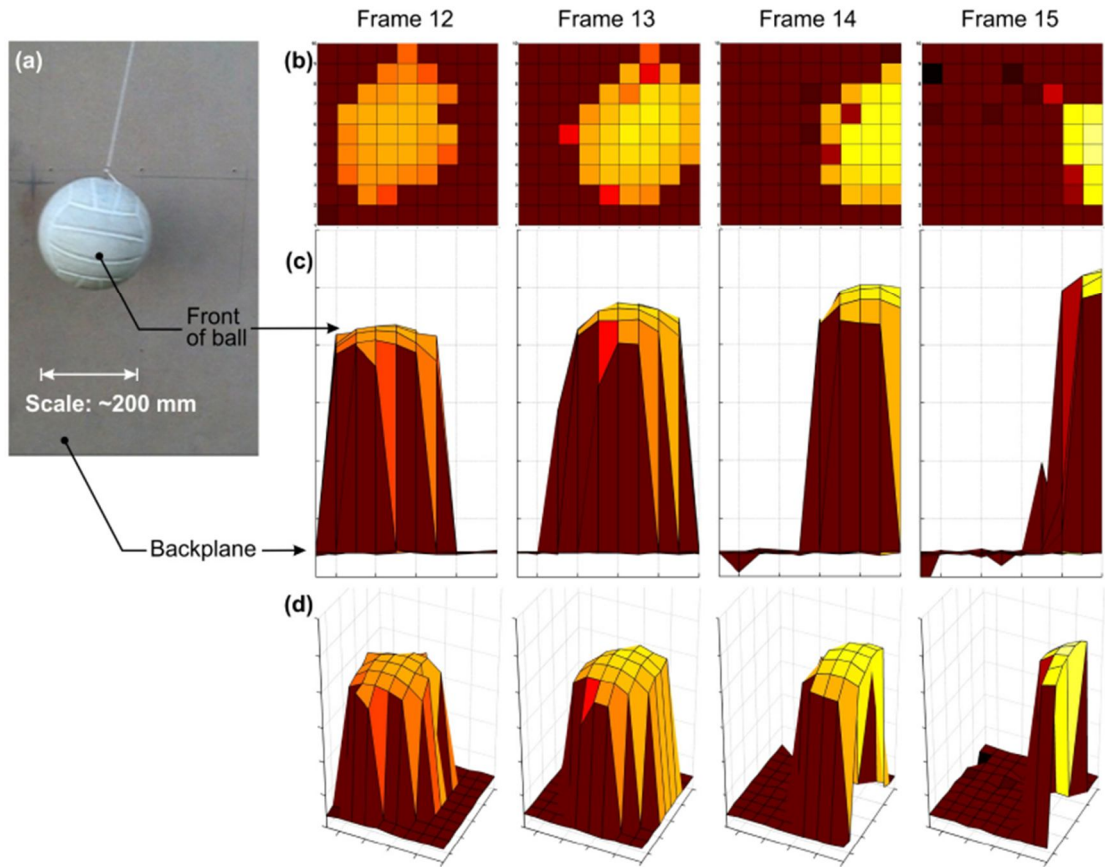 Frame 12 Frame 13 Frame 14 Frame 15
(a)
(b)
(c)
Front
of ball
Scale: ~200 mm
Backplane
(d)